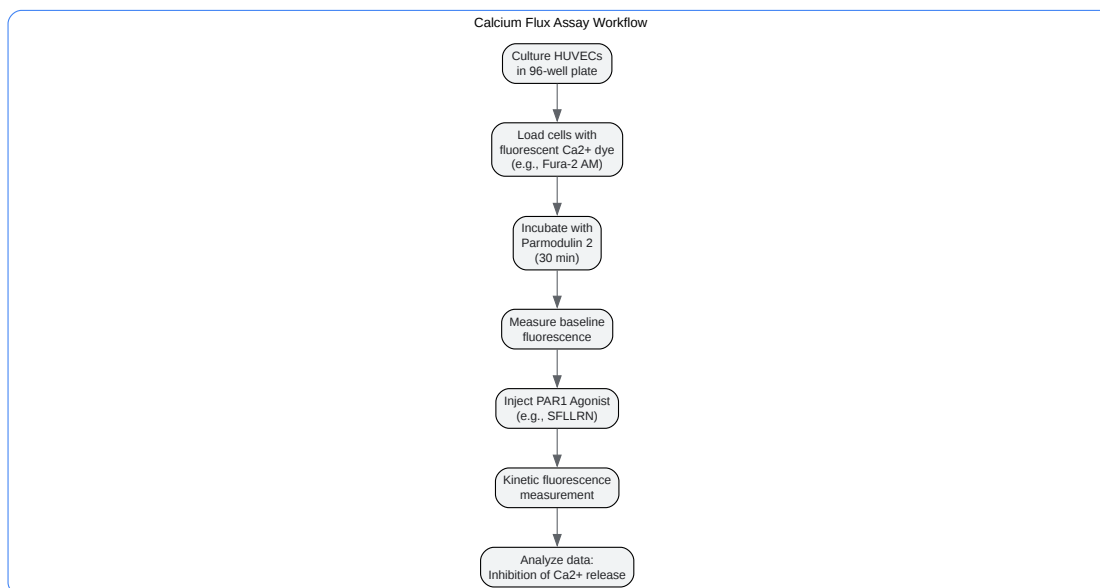 Calcium Flux Assay Workflow
Culture HUVECs
in 96-well plate
Load cells with
fluorescent Ca2+ dye
(e.g., Fura-2 AM)
Incubate with
Parmodulin 2
(30 min)
Measure baseline
fluorescence
Inject PAR1 Agonist
(e.g., SFLLRN)
Kinetic fluorescence
measurement
Analyze data:
Inhibition of Ca2+ release